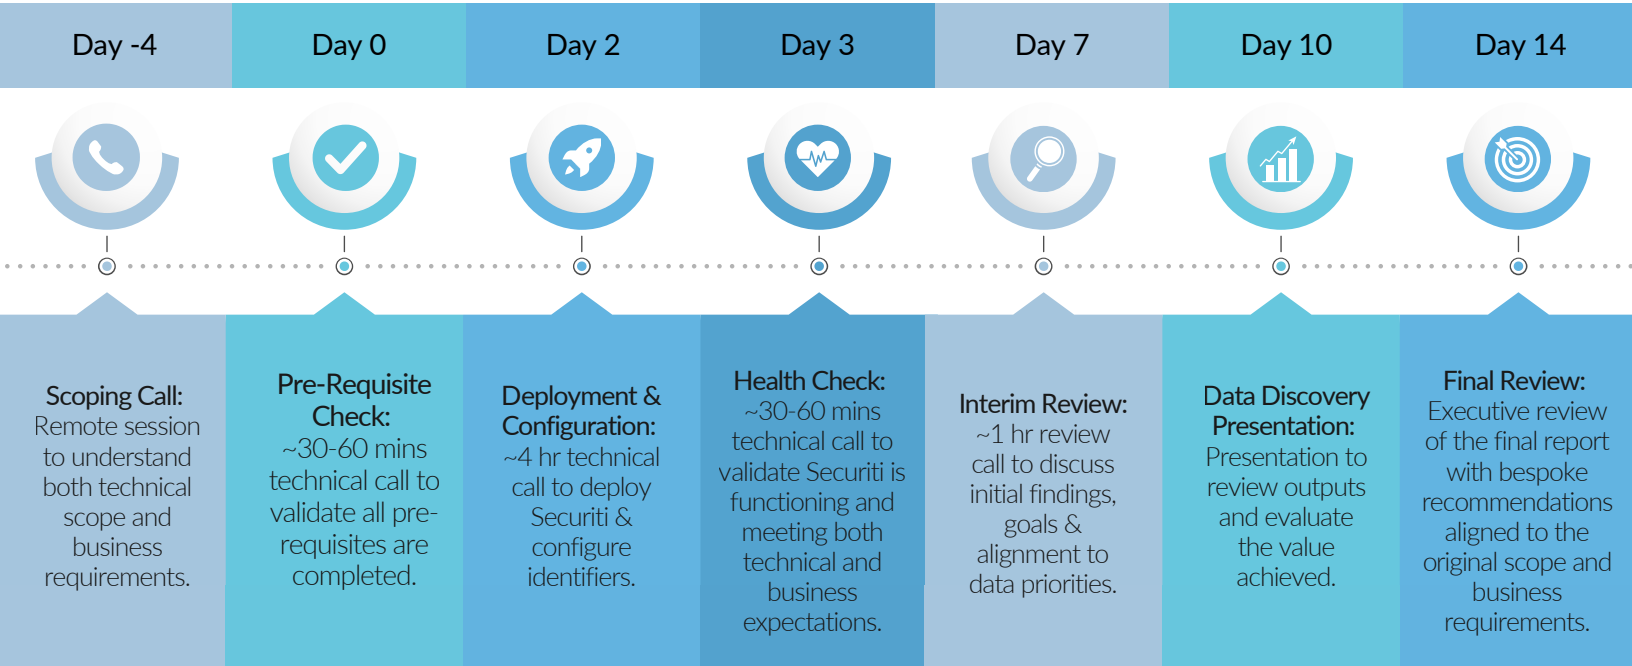 Day -4
Day 0
Day 2
Day 3
Day 7
Day 10
Day 14
Scoping Call:
Remote session
to understand
both technical
scope and
business
requirements.
Pre-Requisite
Check:
~30-60 mins
technical call to
validate all pre-
requisites are
completed.
Deployment &
Configuration:
~4 hr technical
call to deploy
Securiti &
configure
identifiers.
Health Check:
~30-60 mins
technical call to
validate Securiti is
functioning and
meeting both
technical and
business
expectations.
Interim Review:
~1 hr review
call to discuss
initial findings,
goals &
alignment to
data priorities.
Data Discovery
Presentation:
Presentation to
review outputs
and evaluate
the value
achieved.
Final Review:
Executive review
of the final report
with bespoke
recommendations
aligned to the
original scope and
business
requirements.